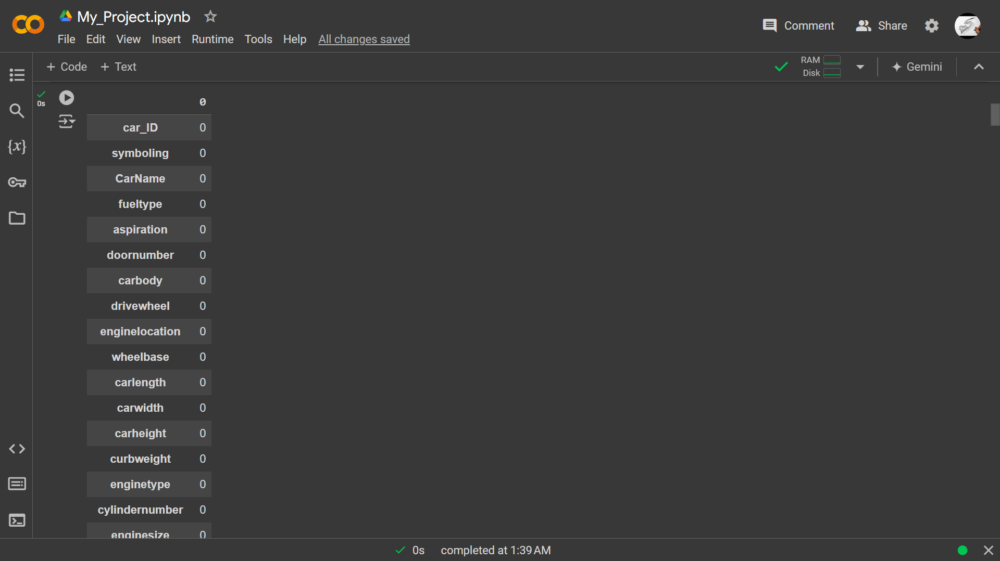 My_Project.ipynb
Comment
Share
File Edit View Insert Runtime Tools Help All changes saved
+ Code + Text
RAM
Disk
Gemini
0s
0
car_ID 0
symboling 0
CarName 0
fueltype 0
aspiration 0
doornumber 0
carbody 0
drivewheel 0
enginelocation 0
wheelbase 0
carlength 0
carwidth 0
carheight 0
curbweight 0
enginetype 0
cylindernumber 0
enginesize 0
0s completed at 1:39 AM